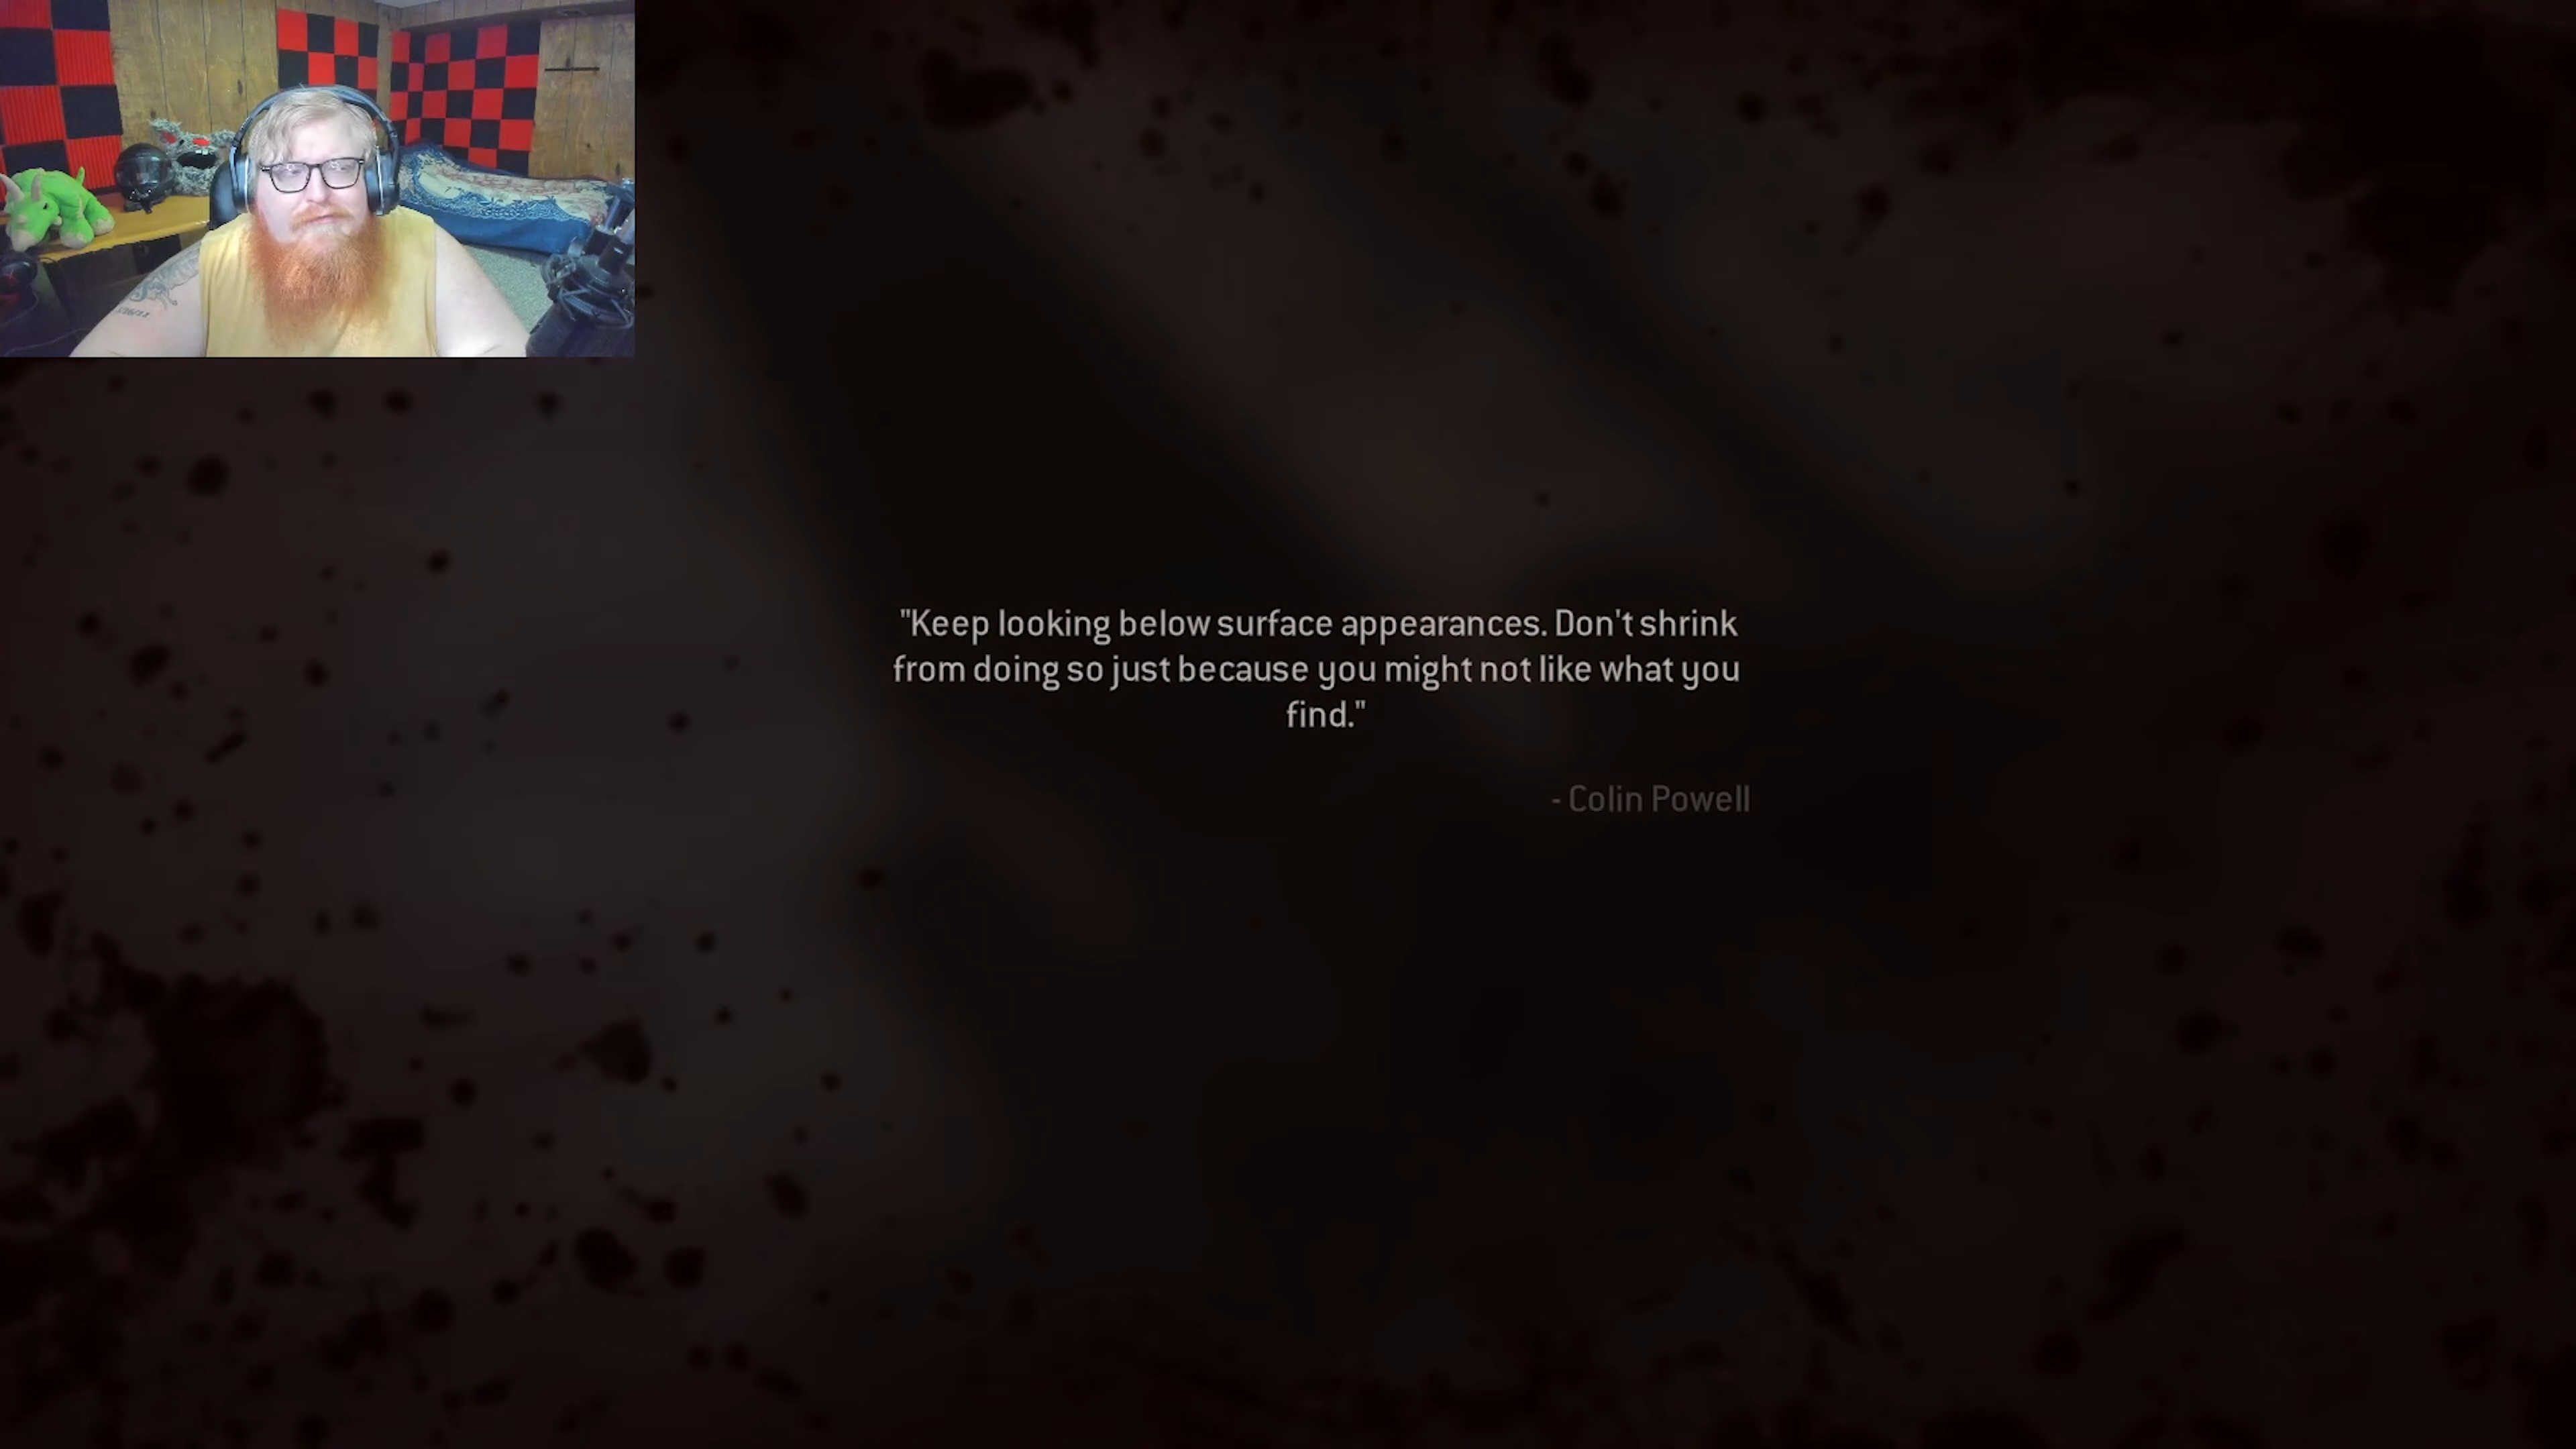 "Keep looking below surface appearances. Don't shrink
from doing so just because you might not like what you
find."
- Colin Powell